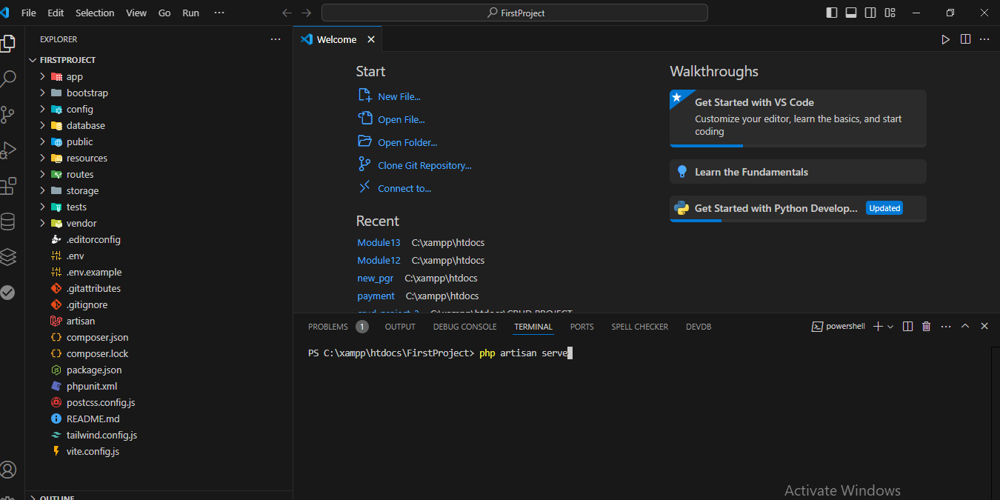 File Edit Selection View Go Run ···
FirstProject
EXPLORER
FIRSTPROJECT
app
bootstrap
config
database
public
resources
routes
storage
tests
vendor
.editorconfig
.env
.env.example
.gitattributes
.gitignore
artisan
composer.json
composer.lock
package.json
phpunit.xml
postcss.config.js
README.md
tailwind.config.js
vite.config.js
OUTLINE
Welcome
Start
New File...
Open File...
Open Folder...
Clone Git Repository...
Connect to...
Recent
Module13 C:\xampp\htdocs
Module12 C:\xampp\htdocs
new_pgr C:\xampp\htdocs
payment C:\xampp\htdocs
crud_project_2 C:\xampp\htdocs\CRUD PROJECT
Walkthroughs
Get Started with VS Code
Customize your editor, learn the basics, and start
coding
Learn the Fundamentals
Get Started with Python Develop... Updated
PROBLEMS 1 OUTPUT DEBUG CONSOLE TERMINAL PORTS SPELL CHECKER DEVDB
powershell
PS C:\xampp\htdocs\FirstProject> php artisan serve
Activate Windows